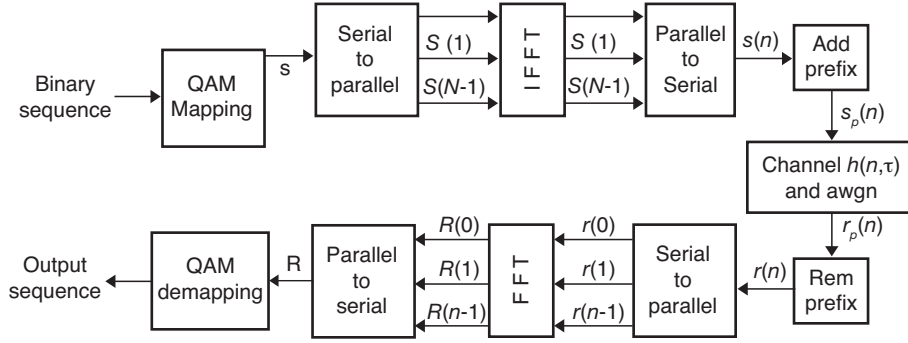 Binary
sequence
QAM
Mapping
s
Serial
to
parallel
S (1)
S(N-1)
IFFT
S (1)
S(N-1)
Parallel
to
Serial
s(n)
Add
prefix
s_p(n)
Channel h(n,τ)
and awgn
r_p(n)
Rem
prefix
r(n)
Serial
to
parallel
r(0)
r(1)
r(n-1)
FFT
R(0)
R(1)
R(n-1)
Parallel
to
serial
R
QAM
demapping
Output
sequence